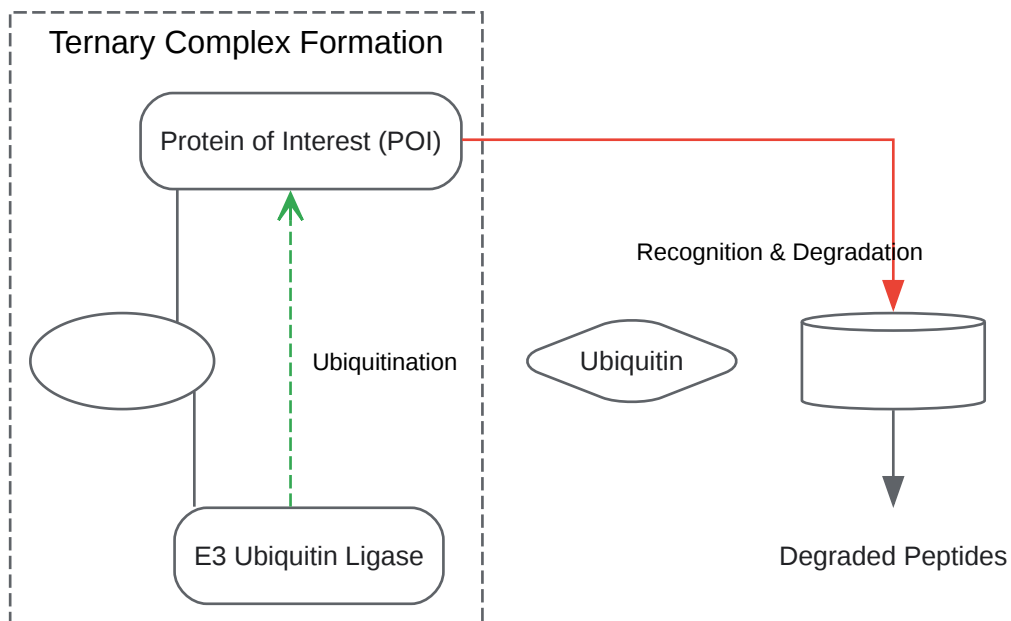 Ternary Complex Formation
Protein of Interest (POI)
Recognition & Degradation
Ubiquitination
Ubiquitin
E3 Ubiquitin Ligase
Degraded Peptides